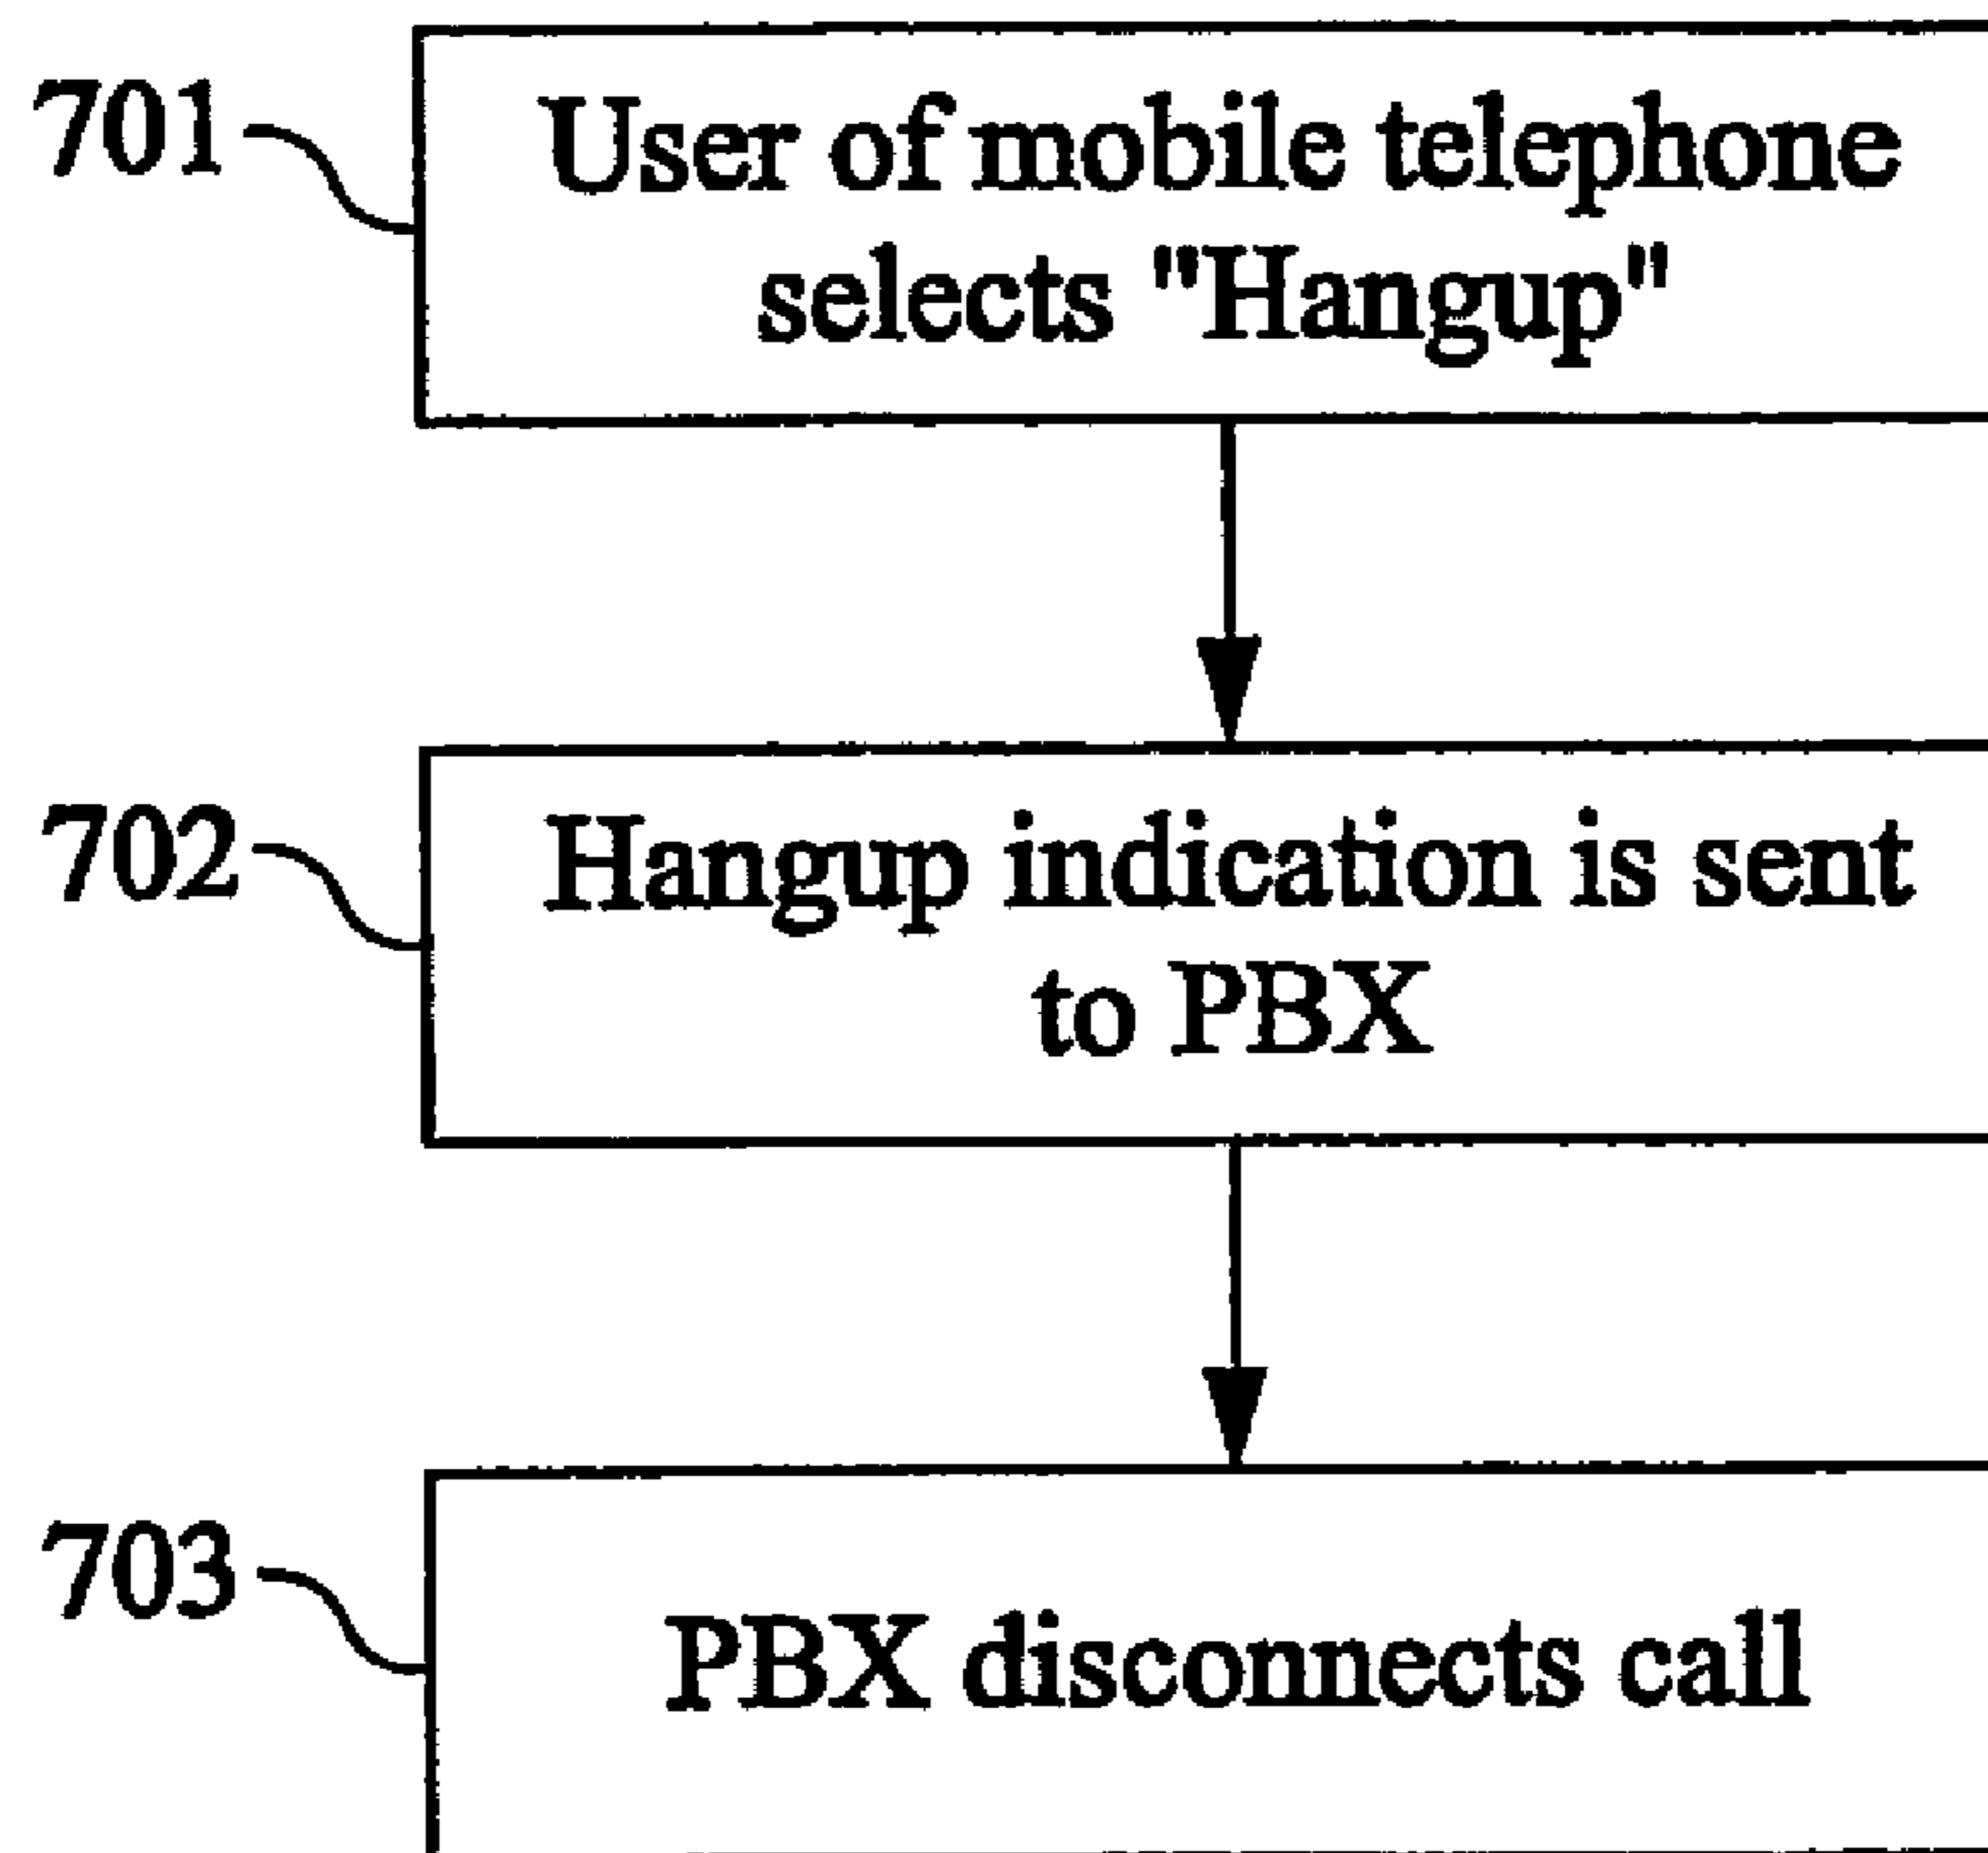 701
User of mobile telephone
selects "Hangup"
702
Hangup indication is sent
to PBX
703
PBX disconnects call